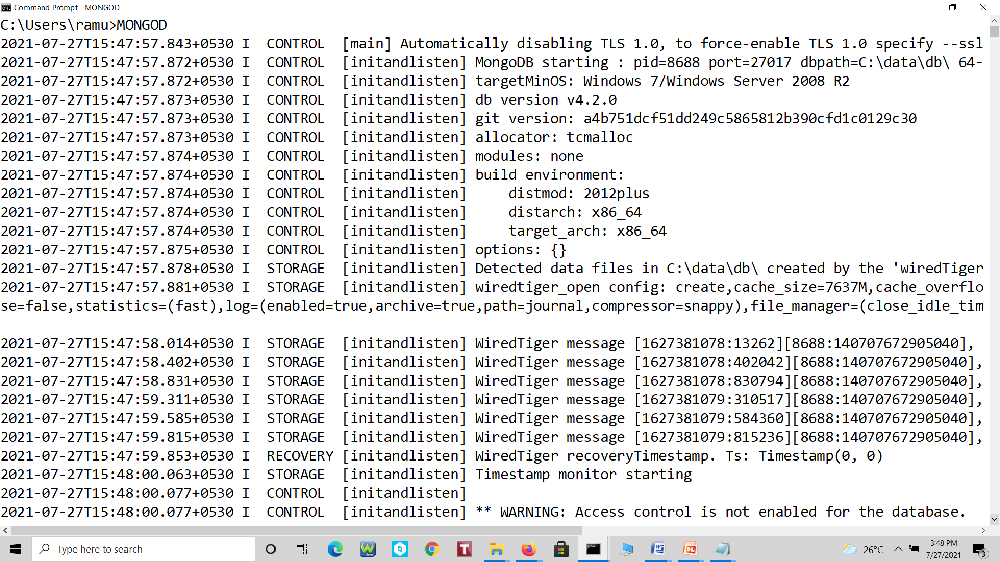 Command Prompt - MONGOD
C:\Users\ramu>MONGOD
2021-07-27T15:47:57.843+0530 I  CONTROL  [main] Automatically disabling TLS 1.0, to force-enable TLS 1.0 specify --ssl
2021-07-27T15:47:57.872+0530 I  CONTROL  [initandlisten] MongoDB starting : pid=8688 port=27017 dbpath=C:\data\db\ 64-
2021-07-27T15:47:57.872+0530 I  CONTROL  [initandlisten] targetMinOS: Windows 7/Windows Server 2008 R2
2021-07-27T15:47:57.873+0530 I  CONTROL  [initandlisten] db version v4.2.0
2021-07-27T15:47:57.873+0530 I  CONTROL  [initandlisten] git version: a4b751dcf51dd249c5865812b390cfd1c0129c30
2021-07-27T15:47:57.873+0530 I  CONTROL  [initandlisten] allocator: tcmalloc
2021-07-27T15:47:57.874+0530 I  CONTROL  [initandlisten] modules: none
2021-07-27T15:47:57.874+0530 I  CONTROL  [initandlisten] build environment:
2021-07-27T15:47:57.874+0530 I  CONTROL  [initandlisten]     distmod: 2012plus
2021-07-27T15:47:57.874+0530 I  CONTROL  [initandlisten]     distarch: x86_64
2021-07-27T15:47:57.874+0530 I  CONTROL  [initandlisten]     target_arch: x86_64
2021-07-27T15:47:57.875+0530 I  CONTROL  [initandlisten] options: {}
2021-07-27T15:47:57.878+0530 I  STORAGE  [initandlisten] Detected data files in C:\data\db\ created by the 'wiredTiger
2021-07-27T15:47:57.881+0530 I  STORAGE  [initandlisten] wiredtiger_open config: create,cache_size=7637M,cache_overflo
se=false,statistics=(fast),log=(enabled=true,archive=true,path=journal,compressor=snappy),file_manager=(close_idle_tim
2021-07-27T15:47:58.014+0530 I  STORAGE  [initandlisten] WiredTiger message [1627381078:13262][8688:140707672905040],
2021-07-27T15:47:58.402+0530 I  STORAGE  [initandlisten] WiredTiger message [1627381078:402042][8688:140707672905040],
2021-07-27T15:47:58.831+0530 I  STORAGE  [initandlisten] WiredTiger message [1627381078:830794][8688:140707672905040],
2021-07-27T15:47:59.311+0530 I  STORAGE  [initandlisten] WiredTiger message [1627381079:310517][8688:140707672905040],
2021-07-27T15:47:59.585+0530 I  STORAGE  [initandlisten] WiredTiger message [1627381079:584360][8688:140707672905040],
2021-07-27T15:47:59.815+0530 I  STORAGE  [initandlisten] WiredTiger message [1627381079:815236][8688:140707672905040],
2021-07-27T15:47:59.853+0530 I  RECOVERY [initandlisten] WiredTiger recoveryTimestamp. Ts: Timestamp(0, 0)
2021-07-27T15:48:00.063+0530 I  STORAGE  [initandlisten] Timestamp monitor starting
2021-07-27T15:48:00.077+0530 I  CONTROL  [initandlisten]
2021-07-27T15:48:00.077+0530 I  CONTROL  [initandlisten] ** WARNING: Access control is not enabled for the database.
Type here to search
26°C
3:48 PM
7/27/2021
3